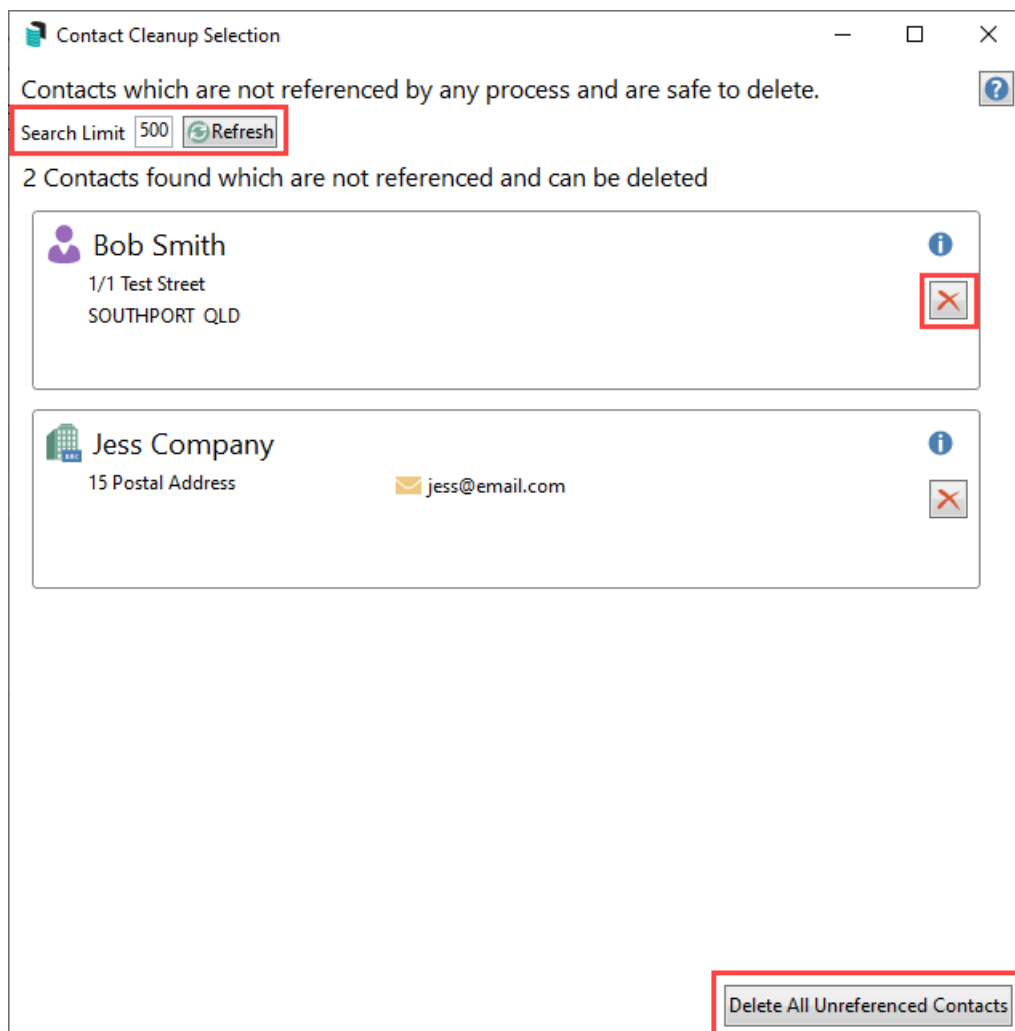 Contact Cleanup Selection
Contacts which are not referenced by any process and are safe to delete.
Search Limit 500 Refresh
2 Contacts found which are not referenced and can be deleted
Bob Smith
1/1 Test Street
SOUTHPORT QLD
Jess Company
15 Postal Address jess@email.com
Delete All Unreferenced Contacts